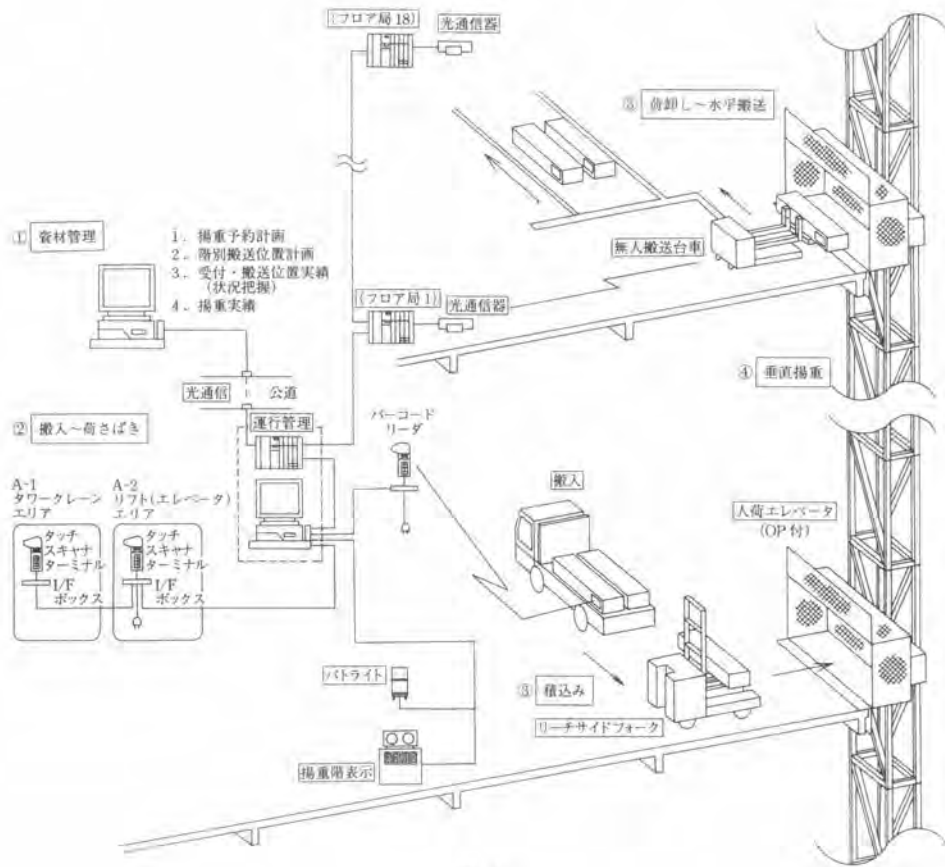 (フロア局18)
光通信器
⑤ 荷卸し～水平搬送
① 資材管理
1. 揚重予約計画
2. 階別搬送位置計画
3. 受付・搬送位置実績
(状況把握)
4. 揚重実績
無人搬送台車
(フロア局1)
光通信器
④ 垂直揚重
光通信
公道
② 搬入～荷さばき
運行管理
バーコード
リーダ
A-1
タワークレーン
エリア
A-2
リフト(エレベータ)
エリア
タッチ
スキャナ
ターミナル
I/F
ボックス
タッチ
スキャナ
ターミナル
I/F
ボックス
搬入
人荷エレベータ
(OP付)
パトライト
③ 積込み
リーチサイドフォーク
揚重階表示